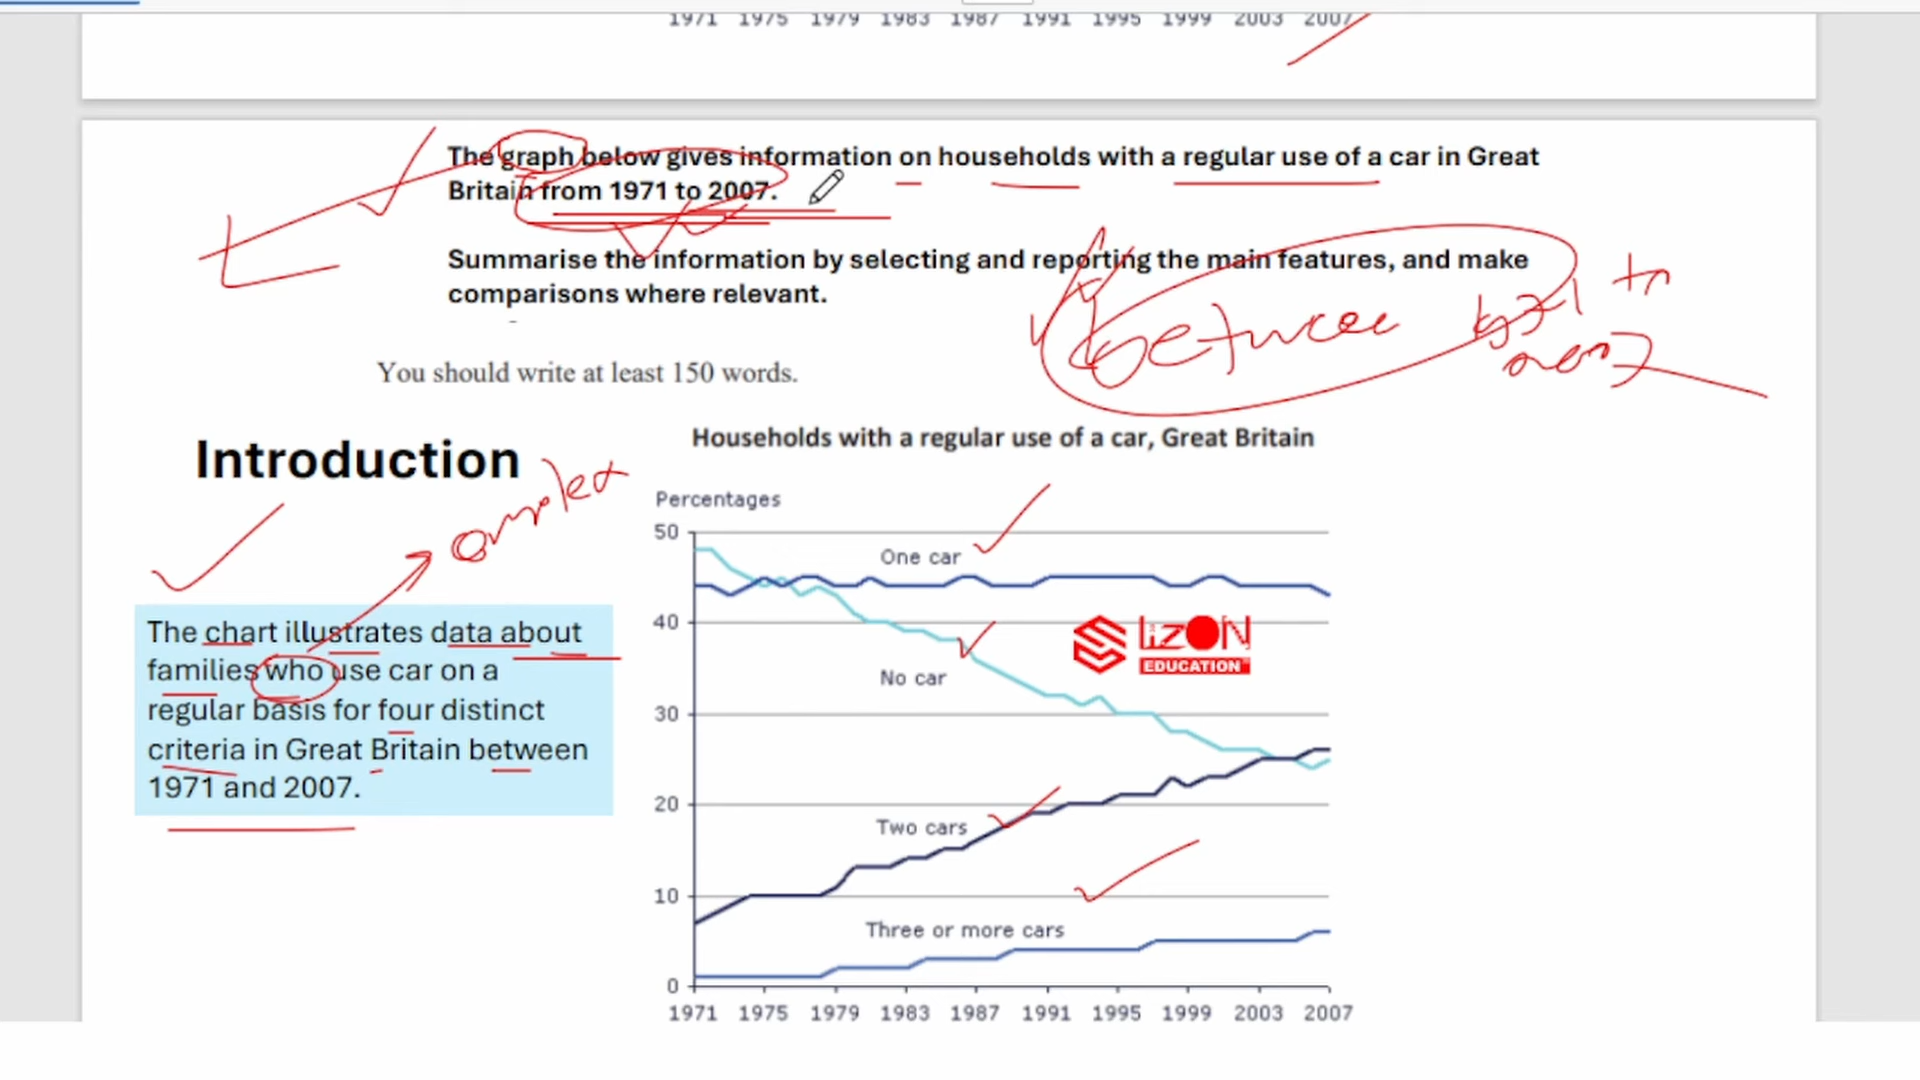 1971 1975 1979 1983 1987 1991 1995 1999 2003 2007
The graph below gives information on households with a regular use of a car in Great
Britain from 1971 to 2007.
Summarise the information by selecting and reporting the main features, and make
comparisons where relevant.
between 1971 to
2007
You should write at least 150 words.
Introduction
complex
Households with a regular use of a car, Great Britain
Percentages
50
One car
40
LizON
EDUCATION
No car
30
20
Two cars
10
Three or more cars
0
1971 1975 1979 1983 1987 1991 1995 1999 2003 2007
The chart illustrates data about
families who use car on a
regular basis for four distinct
criteria in Great Britain between
1971 and 2007.